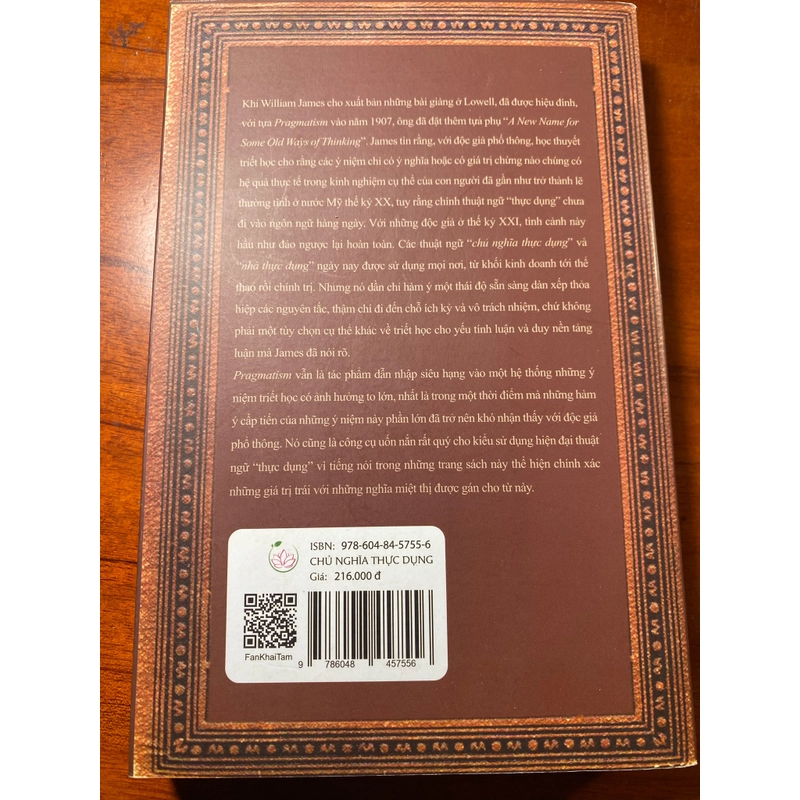 Khi William James cho xuất bản những bài giảng ở Lowell, đã được hiệu đính,
với tựa Pragmatism vào năm 1907, ông đã đặt thêm tựa phụ “A New Name for
Some Old Ways of Thinking”. James tin rằng, với độc giả phổ thông, học thuyết
triết học cho rằng các ý niệm chỉ có ý nghĩa hoặc có giá trị chừng nào chúng có
hệ quả thực tế trong kinh nghiệm cụ thể của con người đã gần như trở thành lẽ
thường tình ở nước Mỹ thế kỷ XX, tuy rằng chính thuật ngữ “thực dụng” chưa
đi vào ngôn ngữ hàng ngày. Với những độc giả ở thế kỷ XXI, tình cảnh này
hầu như đảo ngược lại hoàn toàn. Các thuật ngữ “chủ nghĩa thực dụng” và
“nhà thực dụng” ngày nay được sử dụng mọi nơi, từ khối kinh doanh tới thể
thao rồi chính trị. Nhưng nó dần chỉ hàm ý một thái độ sẵn sàng dàn xếp thỏa
hiệp các nguyên tắc, thậm chí đi đến chỗ ích kỷ và vô trách nhiệm, chứ không
phải một tùy chọn cụ thể khác về triết học cho yếu tính luận và duy nền tảng
luận mà James đã nói rõ.
Pragmatism vẫn là tác phẩm dẫn nhập siêu hạng vào một hệ thống những ý
niệm triết học có ảnh hưởng to lớn, nhất là trong một thời điểm mà những hàm
ý cấp tiến của những ý niệm này phần lớn đã trở nên khó nhận thấy với độc giả
phổ thông. Nó cũng là công cụ uốn nắn rất quý cho kiểu sử dụng hiện đại thuật
ngữ “thực dụng” vì tiếng nói trong những trang sách này thể hiện chính xác
những giá trị trái với những nghĩa miệt thị được gán cho từ này.
ISBN: 978-604-84-5755-6
CHỦ NGHĨA THỰC DỤNG
Giá: 216.000 đ
FanKhaiTam
9 786048 457556